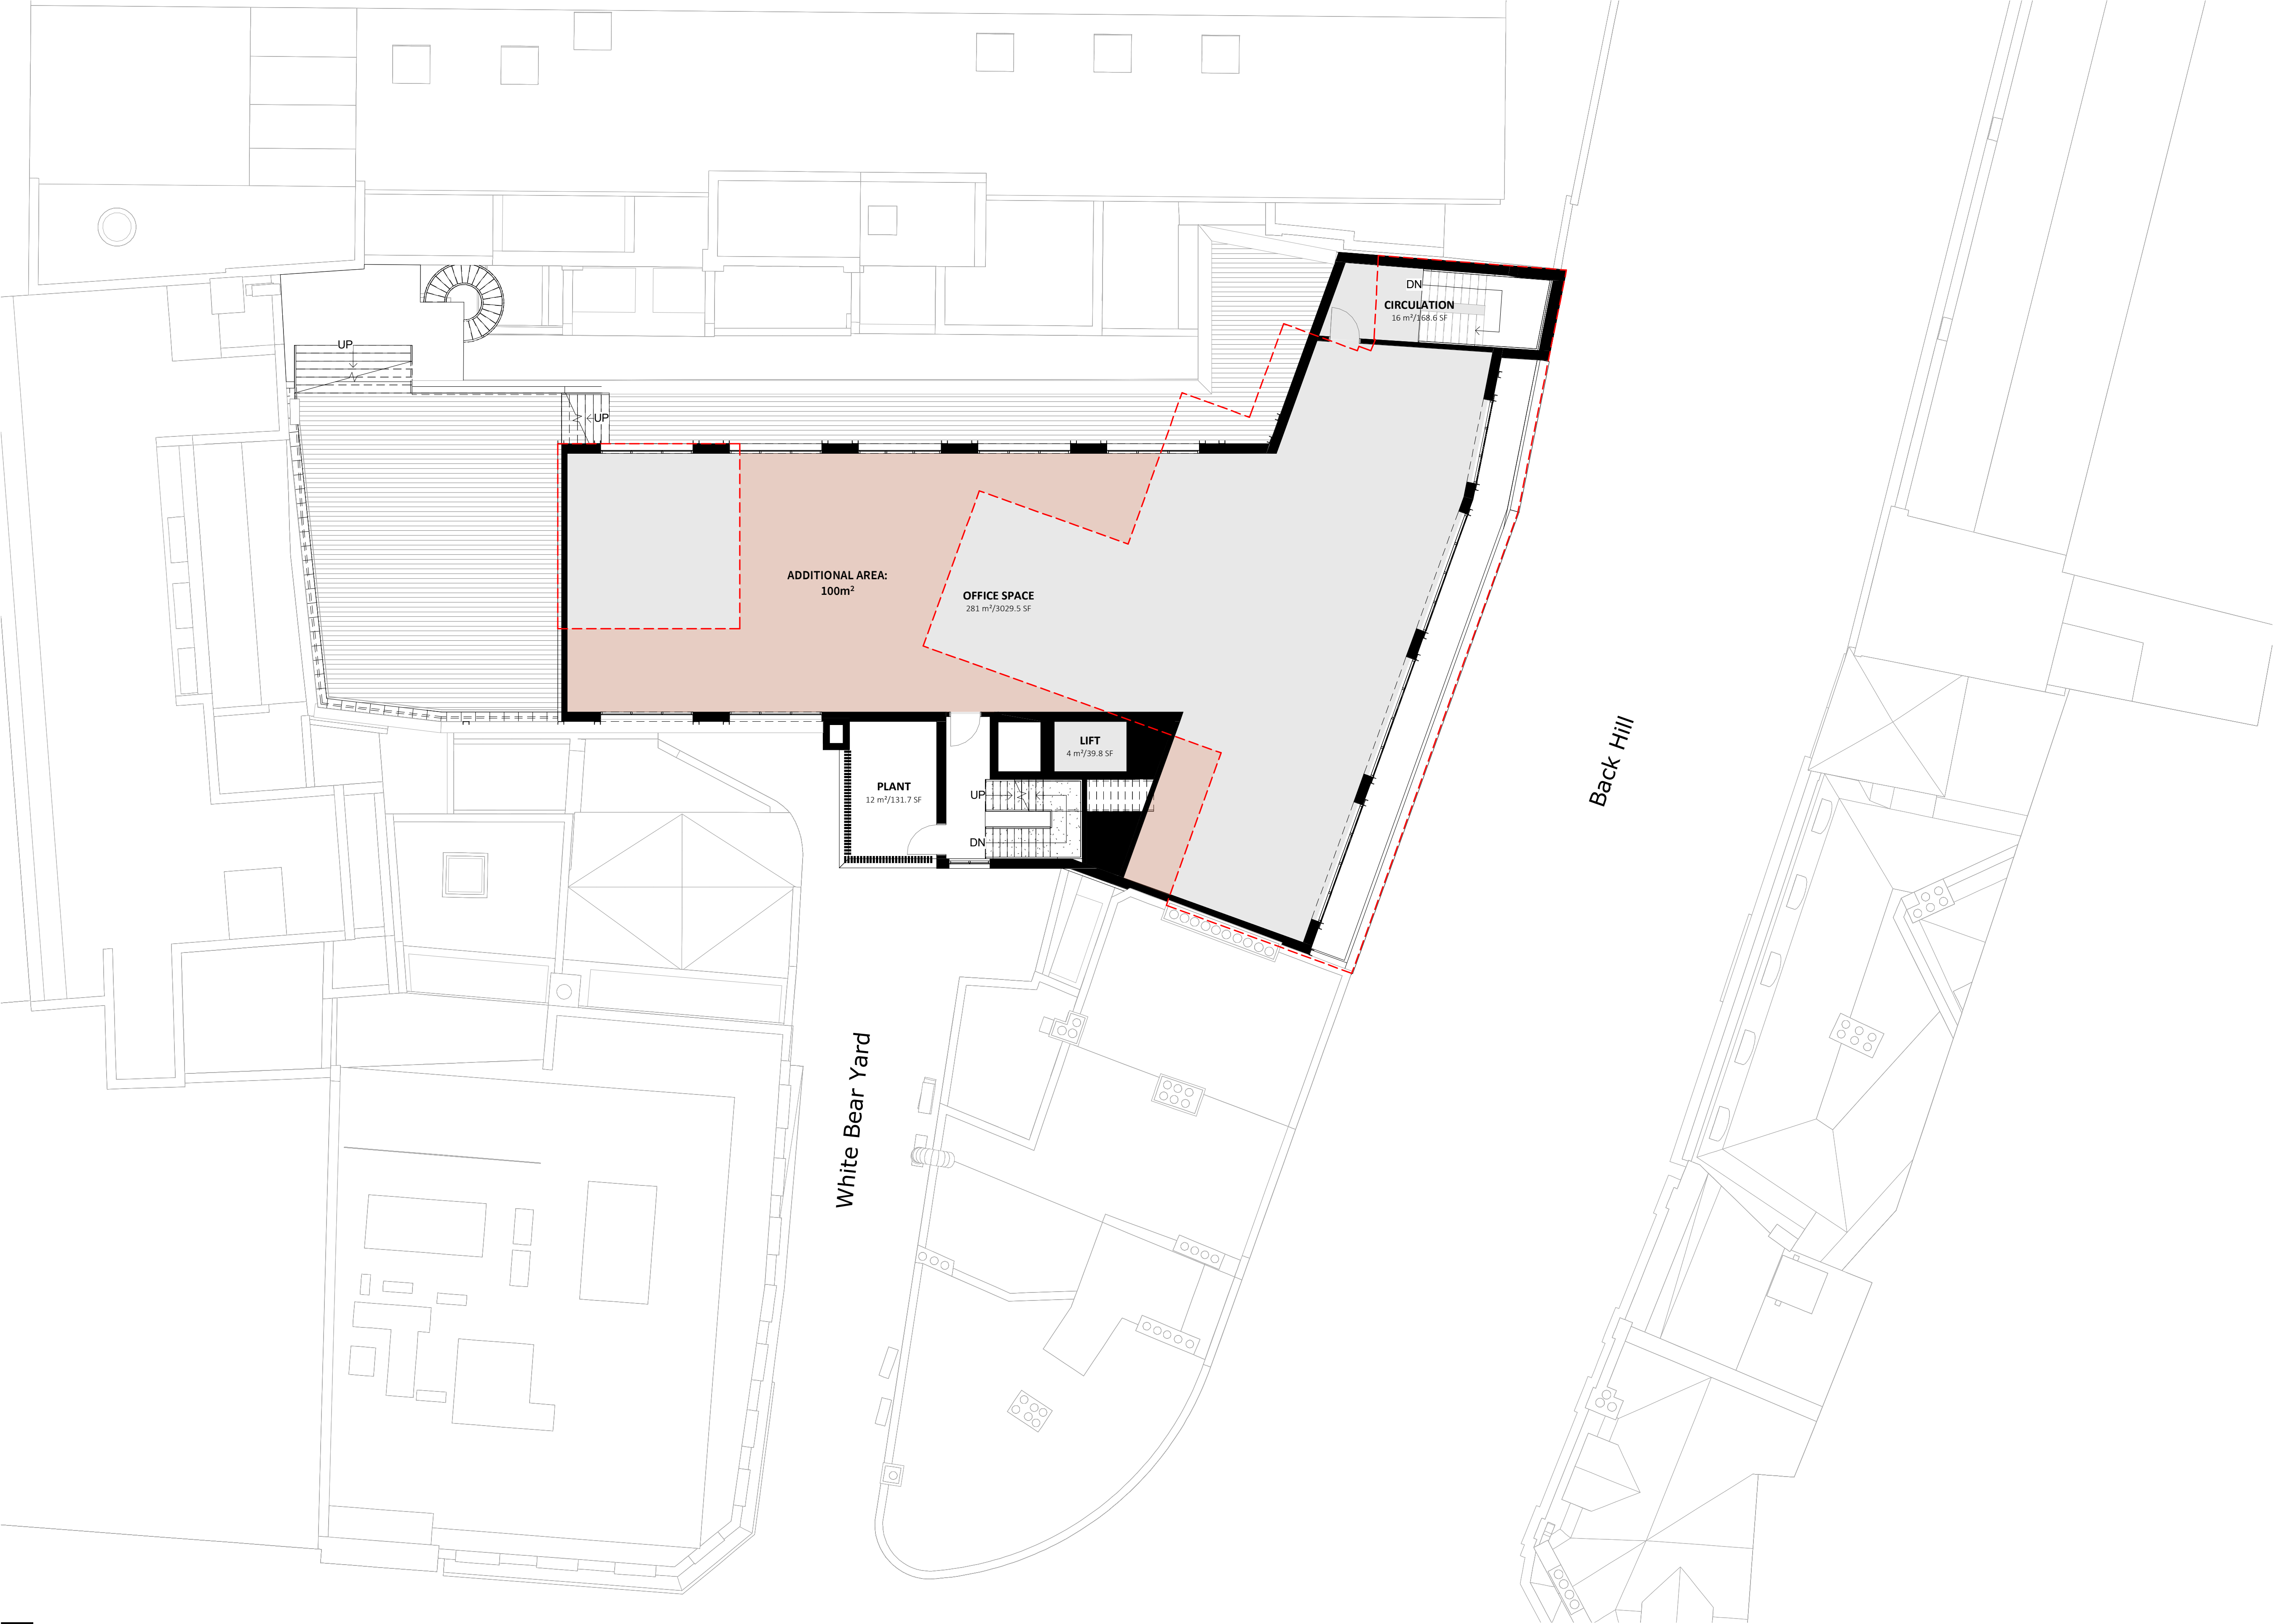 DN
CIRCULATION
16 m²/168.6 SF
UP
UP
ADDITIONAL AREA:
100m²
OFFICE SPACE
281 m²/3029.5 SF
LIFT
4 m²/39.8 SF
PLANT
12 m²/131.7 SF
UP
DN
Back Hill
White Bear Yard